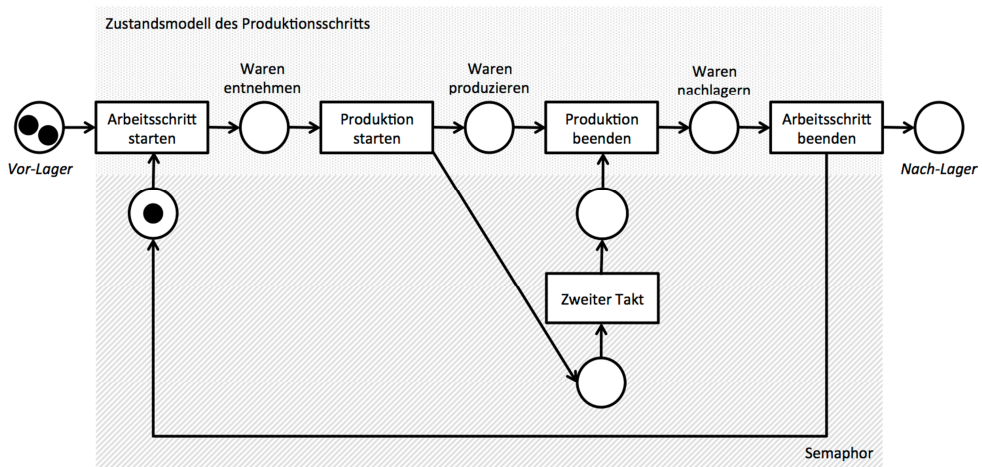 Zustandsmodell des Produktionsschritts
Waren
entnehmen
Waren
produzieren
Waren
nachlagern
Arbeitsschritt
starten
Produktion
starten
Produktion
beenden
Arbeitsschritt
beenden
Vor-Lager
Nach-Lager
Zweiter Takt
Semaphor